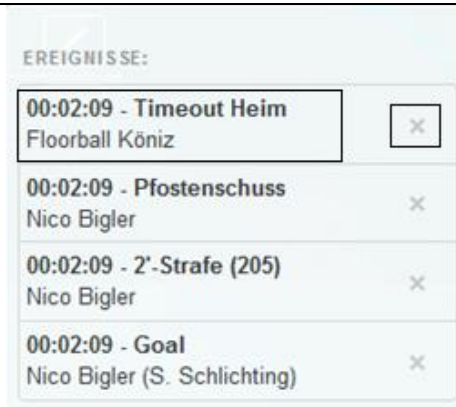 EREIGNISSE:
00:02:09 - Timeout Heim
Floorball Köniz
00:02:09 - Pfostenschuss
Nico Bigler
00:02:09 - 2'-Strafe (205)
Nico Bigler
00:02:09 - Goal
Nico Bigler (S. Schlichting)